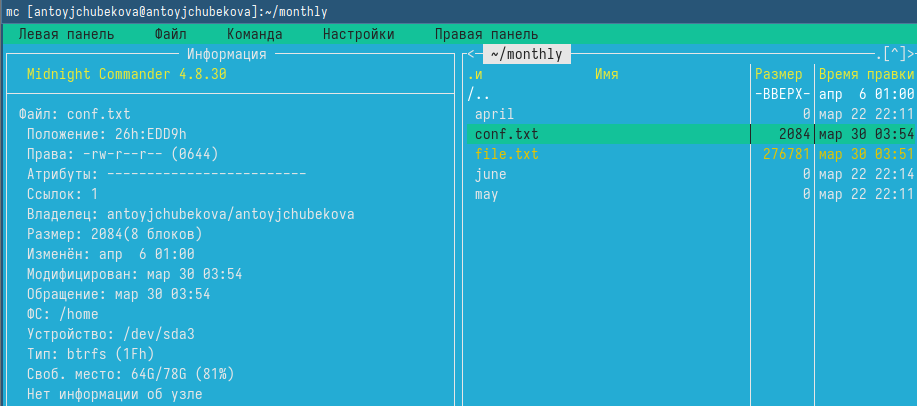 mc [antoyjchubekova@antoyjchubekova]:~/monthly
Левая панель Файл Команда Настройки Правая панель
Информация
Midnight Commander 4.8.30
Файл: conf.txt
Положение: 26h:EDD9h
Права: -rw-r--r-- (0644)
Атрибуты: -------------------------
Ссылок: 1
Владелец: antoyjchubekova/antoyjchubekova
Размер: 2084(8 блоков)
Изменён: апр  6 01:00
Модифицирован: мар 30 03:54
Обращение: мар 30 03:54
ФС: /home
Устройство: /dev/sda3
Тип: btrfs (1Fh)
Своб. место: 64G/78G (81%)
Нет информации об узле
<- ~/monthly .[^]>
.и Имя Размер Время правки
/.. -ВВЕРХ- апр  6 01:00
april 0 мар 22 22:11
conf.txt 2084 мар 30 03:54
file.txt 276781 мар 30 03:51
june 0 мар 22 22:14
may 0 мар 22 22:11